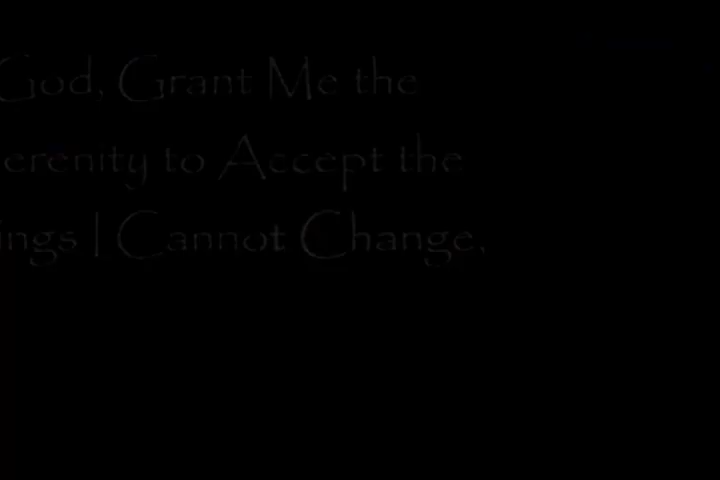 God, Grant Me the
erenity to Accept the
ings I Cannot Change,